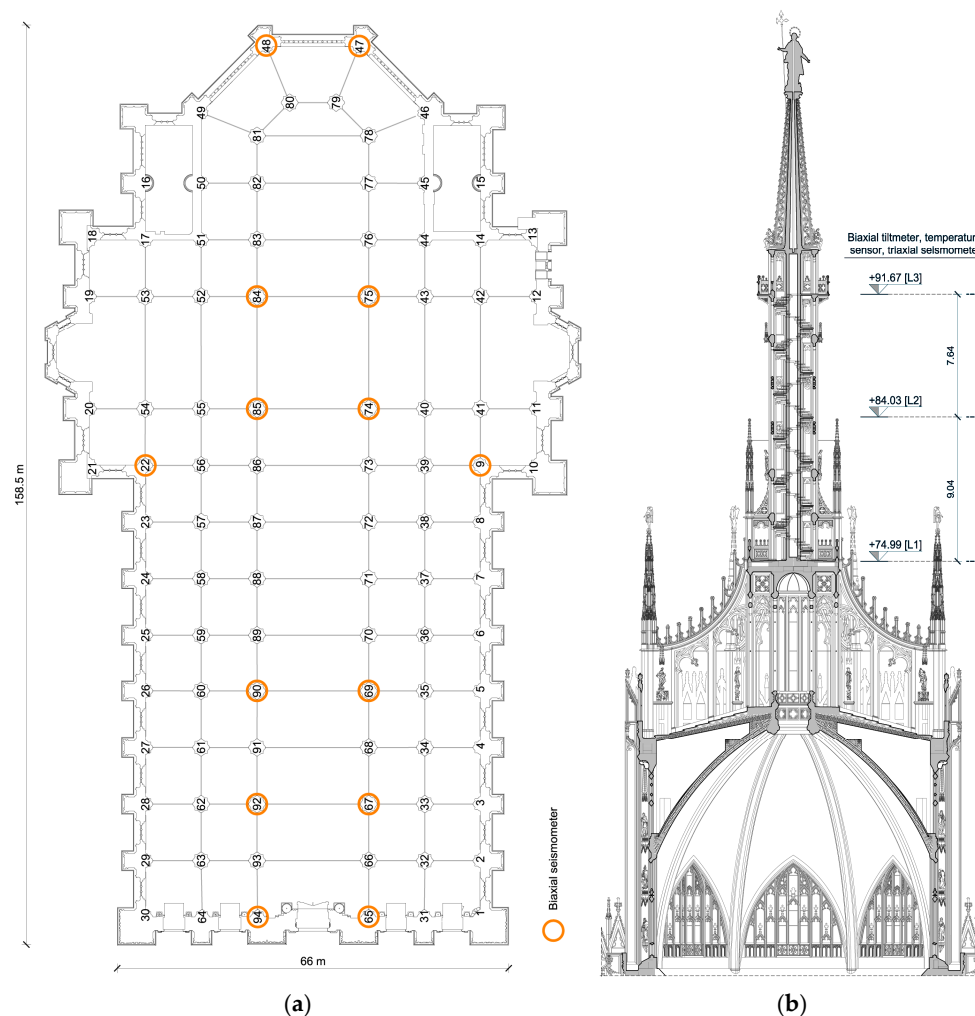 48 47
80 79
49 46
81 78
16 50 82 77 45 15
18 17 51 83 76 44 14 13
19 53 52 84 75 43 42 12
20 54 55 85 74 40 41 11
21 22 56 86 73 39 9 10
23 57 87 72 38 8
24 58 88 71 37 7
25 59 89 70 36 6
26 60 90 69 35 5
27 61 91 68 34 4
28 62 92 67 33 3
29 63 93 66 32 2
30 64 94 65 31 1
158.5 m
66 m
Biaxial seismometer
(a)
Biaxial tiltmeter, temperatur
sensor, triaxial seismomete
+91.67 [L3]
7.64
+84.03 [L2]
9.04
+74.99 [L1]
(b)